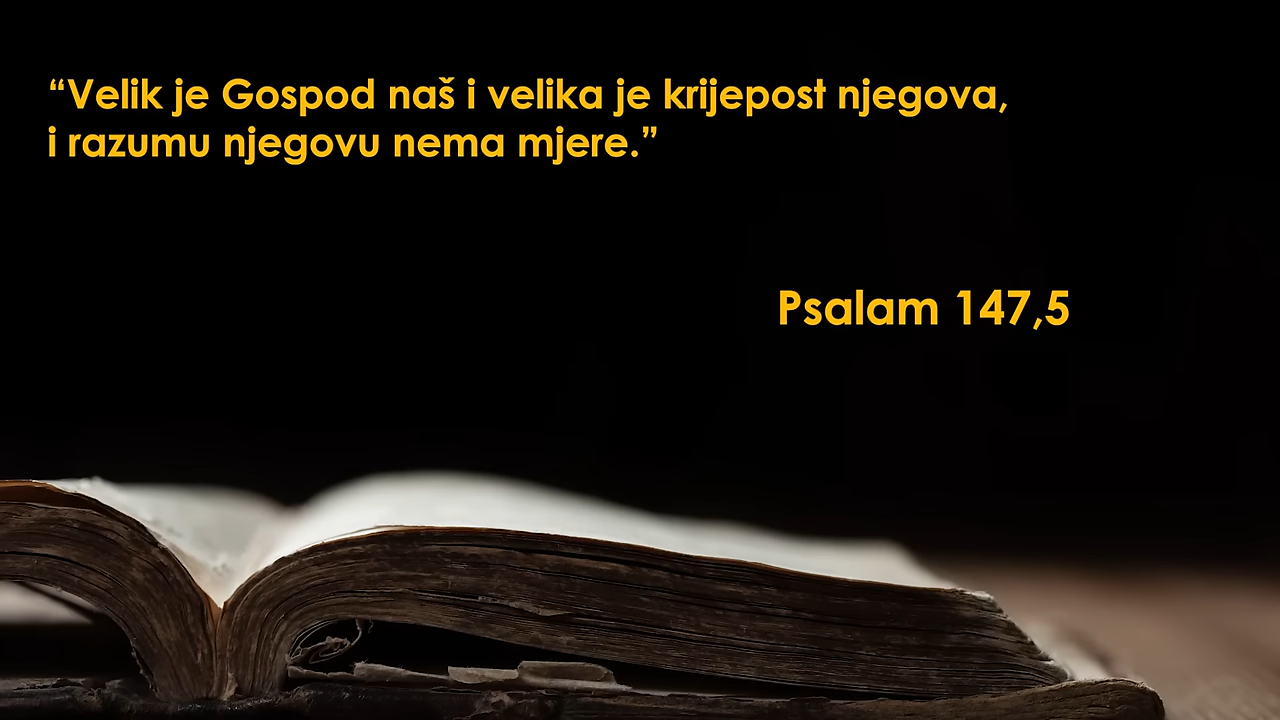 “Velik je Gospod naš i velika je krijepost njegova,
i razumu njegovu nema mjere.”
Psalam 147,5